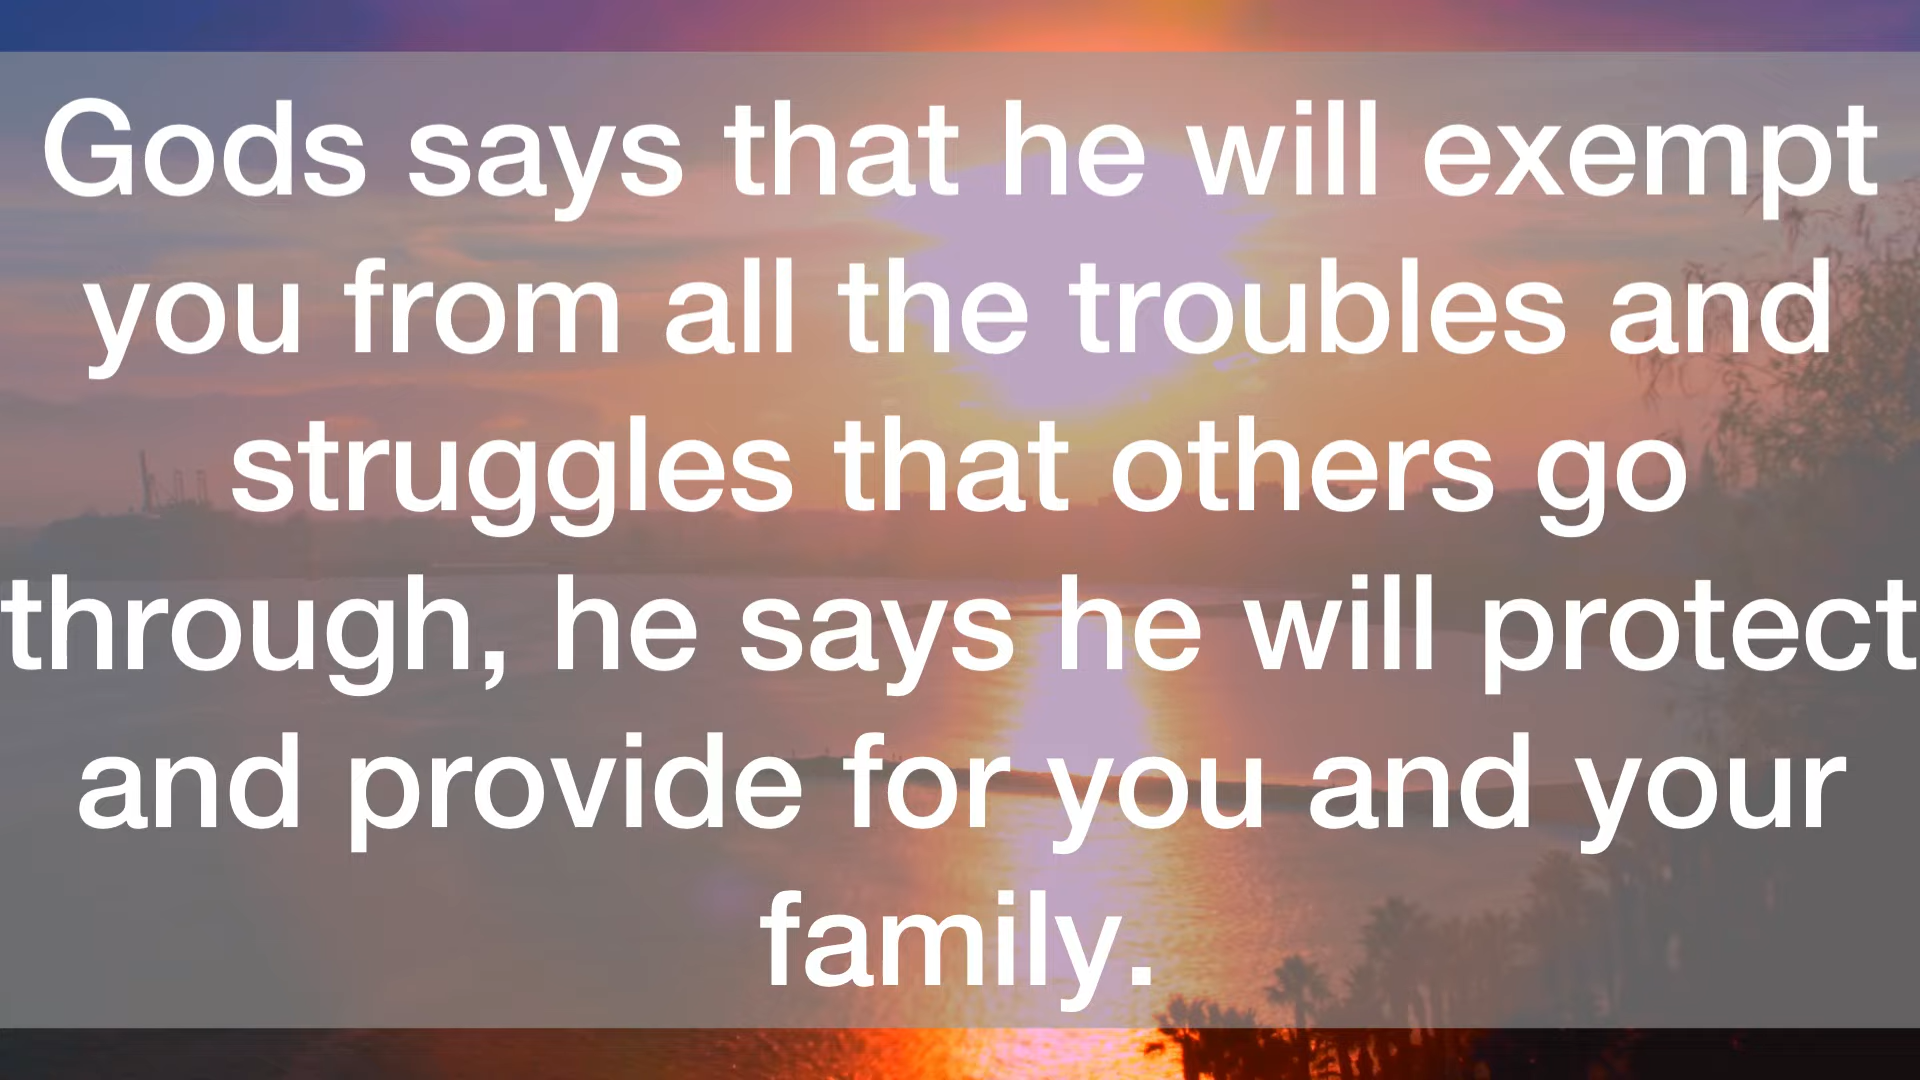 Gods says that he will exempt
you from all the troubles and
struggles that others go
through, he says he will protect
and provide for you and your
family.